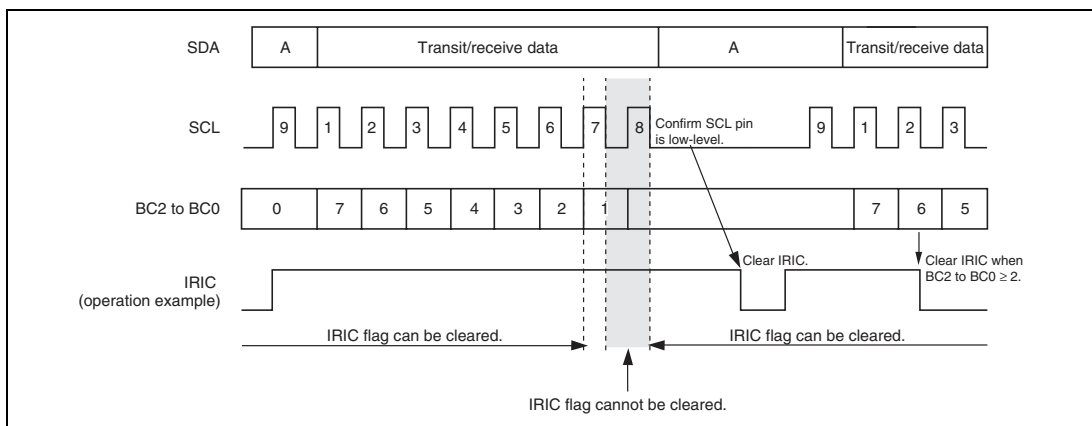 SDA A Transit/receive data A Transit/receive data
SCL 9 1 2 3 4 5 6 7 8 9 1 2 3
Confirm SCL pin
is low-level.
BC2 to BC0 0 7 6 5 4 3 2 1 7 6 5
IRIC
(operation example)
Clear IRIC.
Clear IRIC when
BC2 to BC0 ≥ 2.
IRIC flag can be cleared. IRIC flag can be cleared.
IRIC flag cannot be cleared.